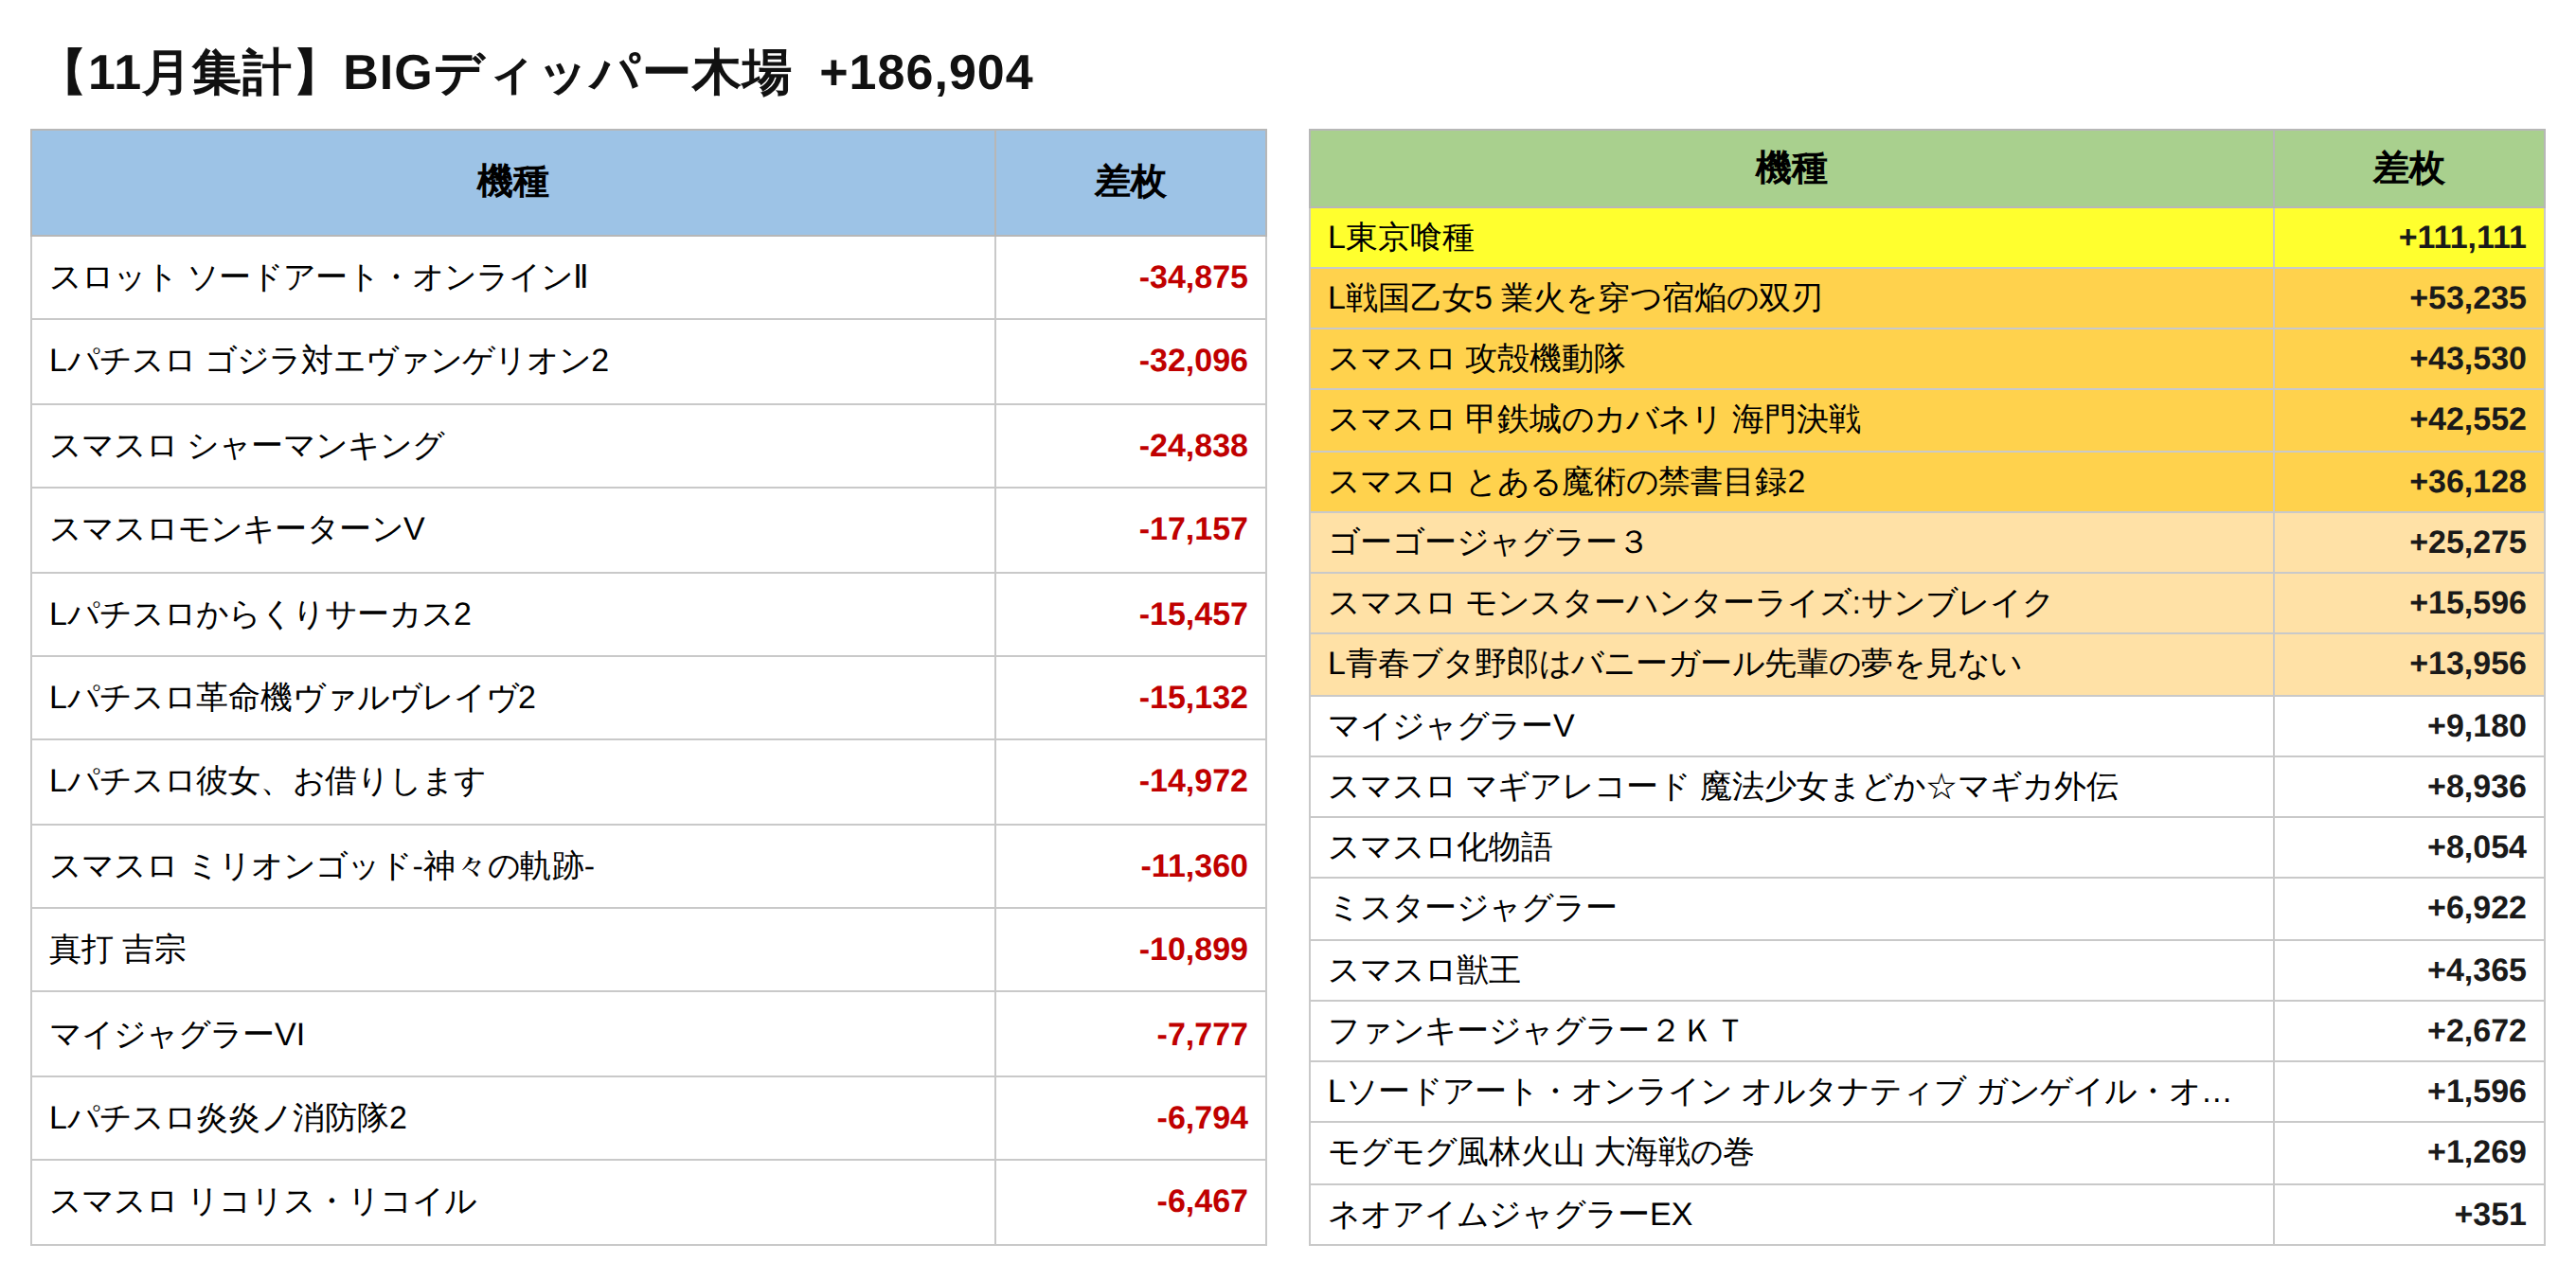 【11月集計】BIGディッパー木場 +186,904
機種 差枚
スロット ソードアート・オンラインⅡ -34,875
Lパチスロ ゴジラ対エヴァンゲリオン2 -32,096
スマスロ シャーマンキング -24,838
スマスロモンキーターンV -17,157
Lパチスロからくりサーカス2 -15,457
Lパチスロ革命機ヴァルヴレイヴ2 -15,132
Lパチスロ彼女、お借りします -14,972
スマスロ ミリオンゴッド-神々の軌跡- -11,360
真打 吉宗 -10,899
マイジャグラーVI -7,777
Lパチスロ炎炎ノ消防隊2 -6,794
スマスロ リコリス・リコイル -6,467
機種 差枚
L東京喰種 +111,111
L戦国乙女5 業火を穿つ宿焔の双刃 +53,235
スマスロ 攻殻機動隊 +43,530
スマスロ 甲鉄城のカバネリ 海門決戦 +42,552
スマスロ とある魔術の禁書目録2 +36,128
ゴーゴージャグラー３ +25,275
スマスロ モンスターハンターライズ:サンブレイク +15,596
L青春ブタ野郎はバニーガール先輩の夢を見ない +13,956
マイジャグラーV +9,180
スマスロ マギアレコード 魔法少女まどか☆マギカ外伝 +8,936
スマスロ化物語 +8,054
ミスタージャグラー +6,922
スマスロ獣王 +4,365
ファンキージャグラー２ＫＴ +2,672
Lソードアート・オンライン オルタナティブ ガンゲイル・オ… +1,596
モグモグ風林火山 大海戦の巻 +1,269
ネオアイムジャグラーEX +351